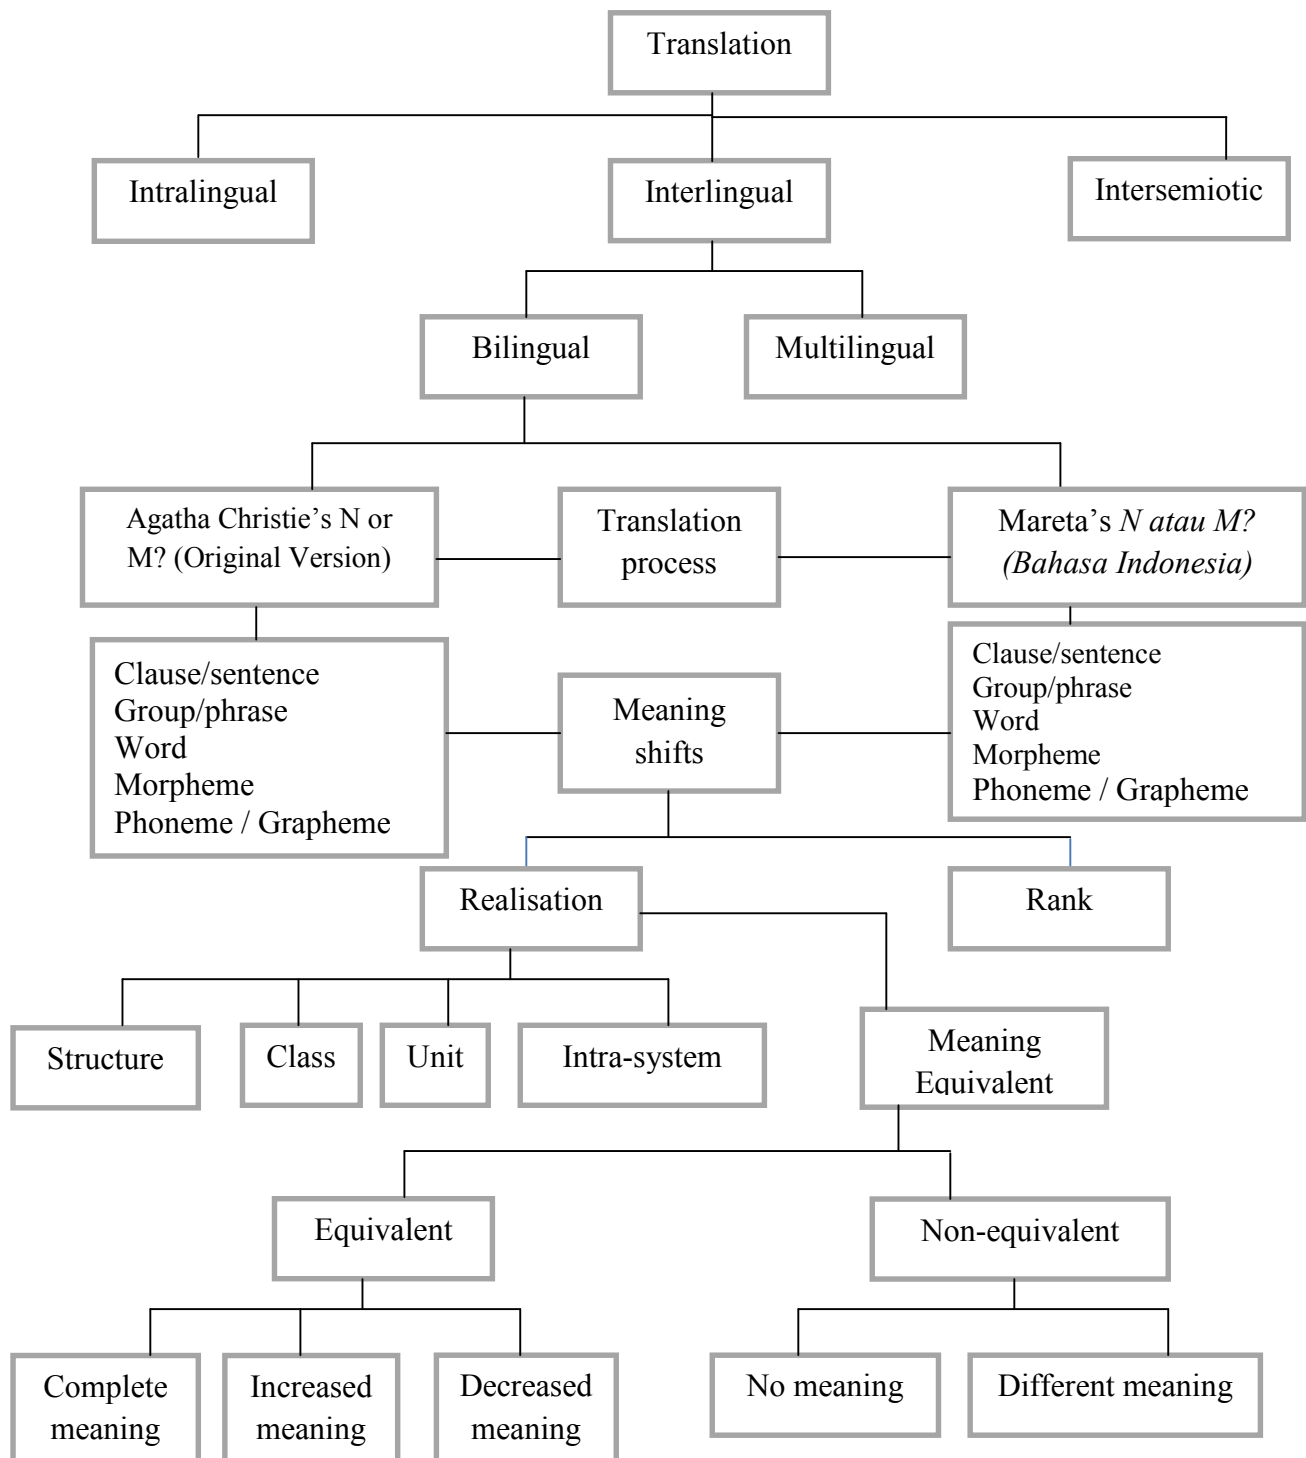 Translation
Intralingual
Interlingual
Intersemiotic
Bilingual
Multilingual
Agatha Christie’s N or
M? (Original Version)
Translation
process
Mareta’s N atau M?
(Bahasa Indonesia)
Clause/sentence
Group/phrase
Word
Morpheme
Phoneme / Grapheme
Meaning
shifts
Clause/sentence
Group/phrase
Word
Morpheme
Phoneme / Grapheme
Realisation
Rank
Structure
Class
Unit
Intra-system
Meaning
Equivalent
Equivalent
Non-equivalent
Complete
meaning
Increased
meaning
Decreased
meaning
No meaning
Different meaning